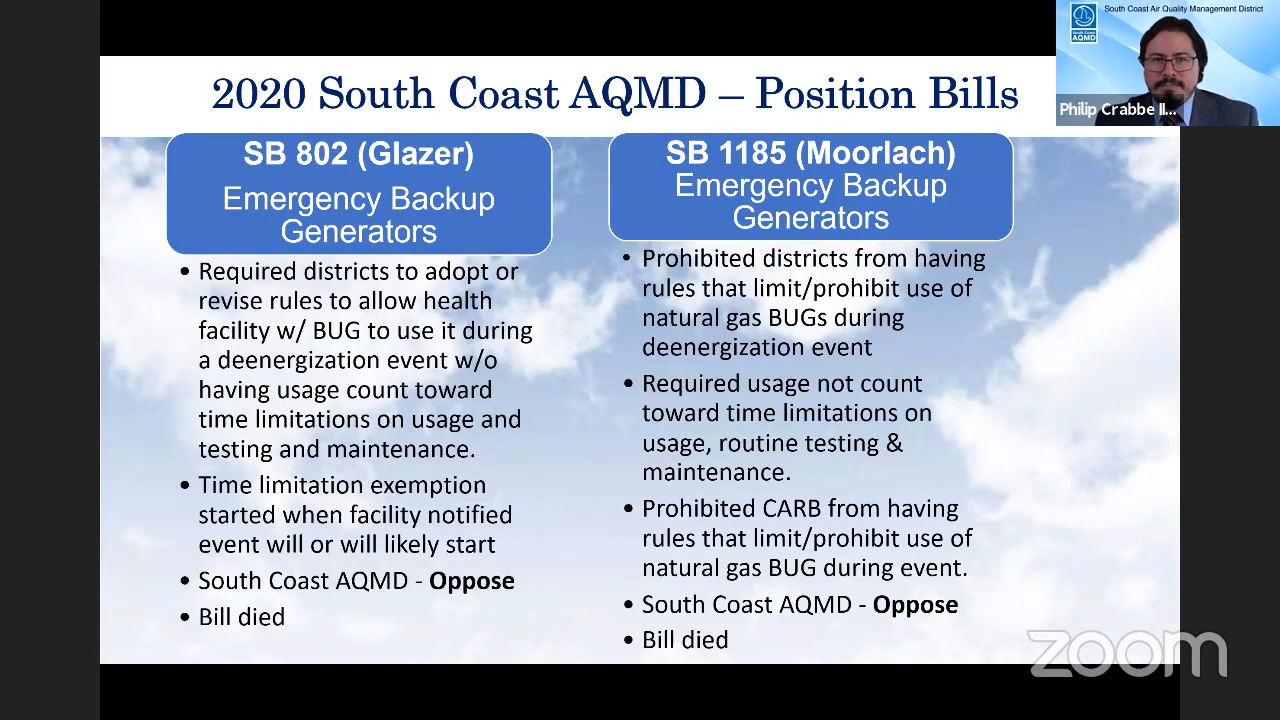 South Coast Air Quality Management District
South Coast
AQMD
Philip Crabbe II...
2020 South Coast AQMD – Position Bills
SB 802 (Glazer)
Emergency Backup
Generators
• Required districts to adopt or
revise rules to allow health
facility w/ BUG to use it during
a deenergization event w/o
having usage count toward
time limitations on usage and
testing and maintenance.
• Time limitation exemption
started when facility notified
event will or will likely start
• South Coast AQMD - Oppose
• Bill died
SB 1185 (Moorlach)
Emergency Backup
Generators
• Prohibited districts from having
rules that limit/prohibit use of
natural gas BUGs during
deenergization event
• Required usage not count
toward time limitations on
usage, routine testing &
maintenance.
• Prohibited CARB from having
rules that limit/prohibit use of
natural gas BUG during event.
• South Coast AQMD - Oppose
• Bill died
zoom